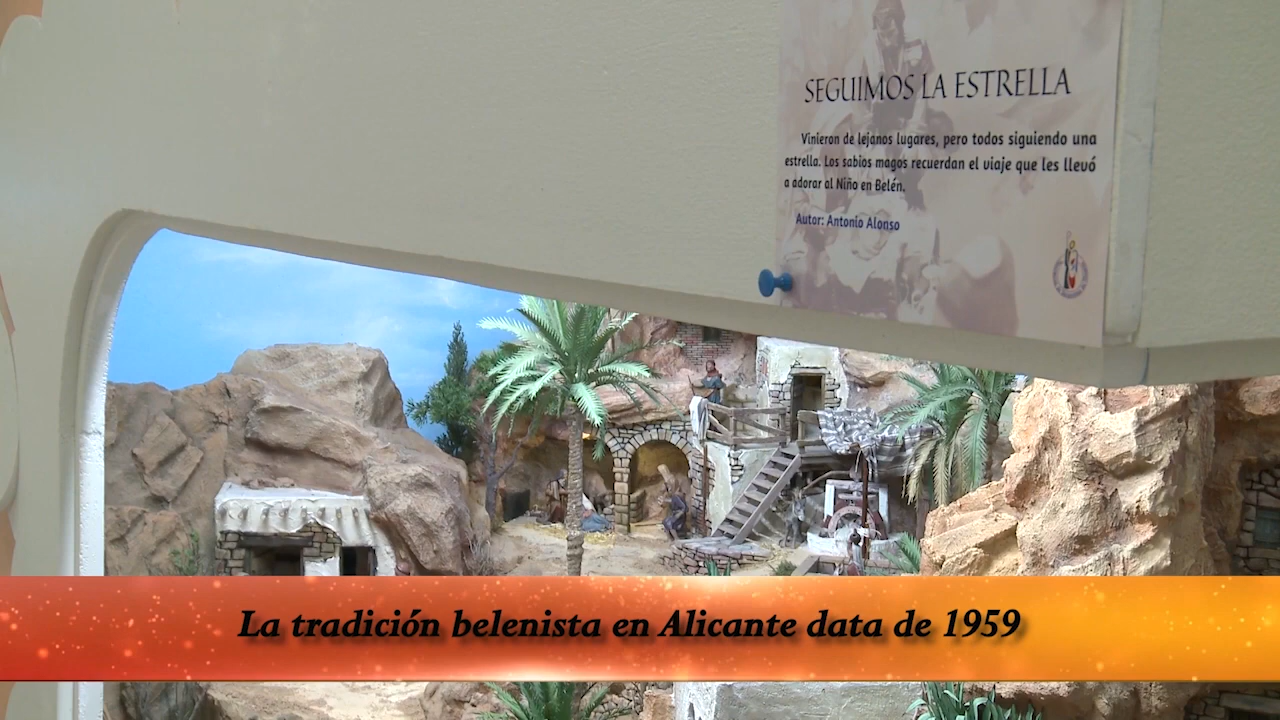 SEGUIMOS LA ESTRELLA
Vinieron de lejanos lugares, pero todos siguiendo una
estrella. Los sabios magos recuerdan el viaje que les llevó
a adorar al Niño en Belén.
Autor: Antonio Alonso
La tradición belenista en Alicante data de 1959